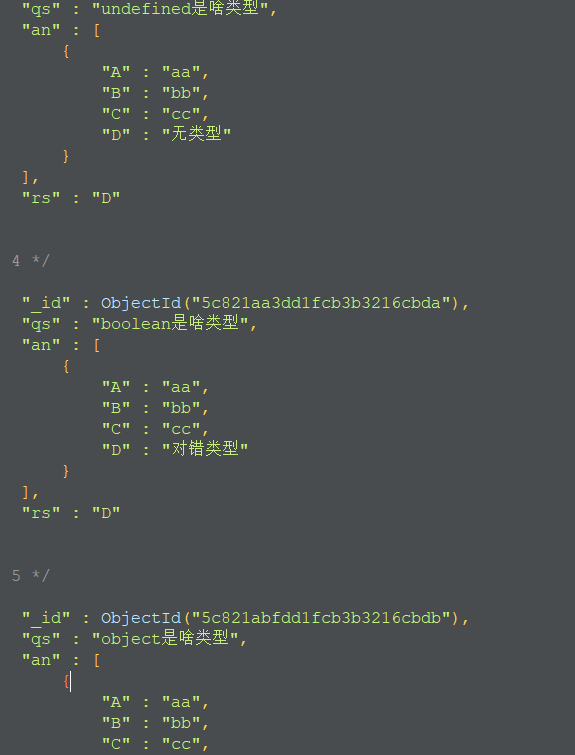 "qs" : "undefined是啥类型",
"an" : [
{
"A" : "aa",
"B" : "bb",
"C" : "cc",
"D" : "无类型"
}
],
"rs" : "D"
4 */
"_id" : ObjectId("5c821aa3dd1fcb3b3216cbda"),
"qs" : "boolean是啥类型",
"an" : [
{
"A" : "aa",
"B" : "bb",
"C" : "cc",
"D" : "对错类型"
}
],
"rs" : "D"
5 */
"_id" : ObjectId("5c821abfdd1fcb3b3216cbdb"),
"qs" : "object是啥类型",
"an" : [
{
"A" : "aa",
"B" : "bb",
"C" : "cc",